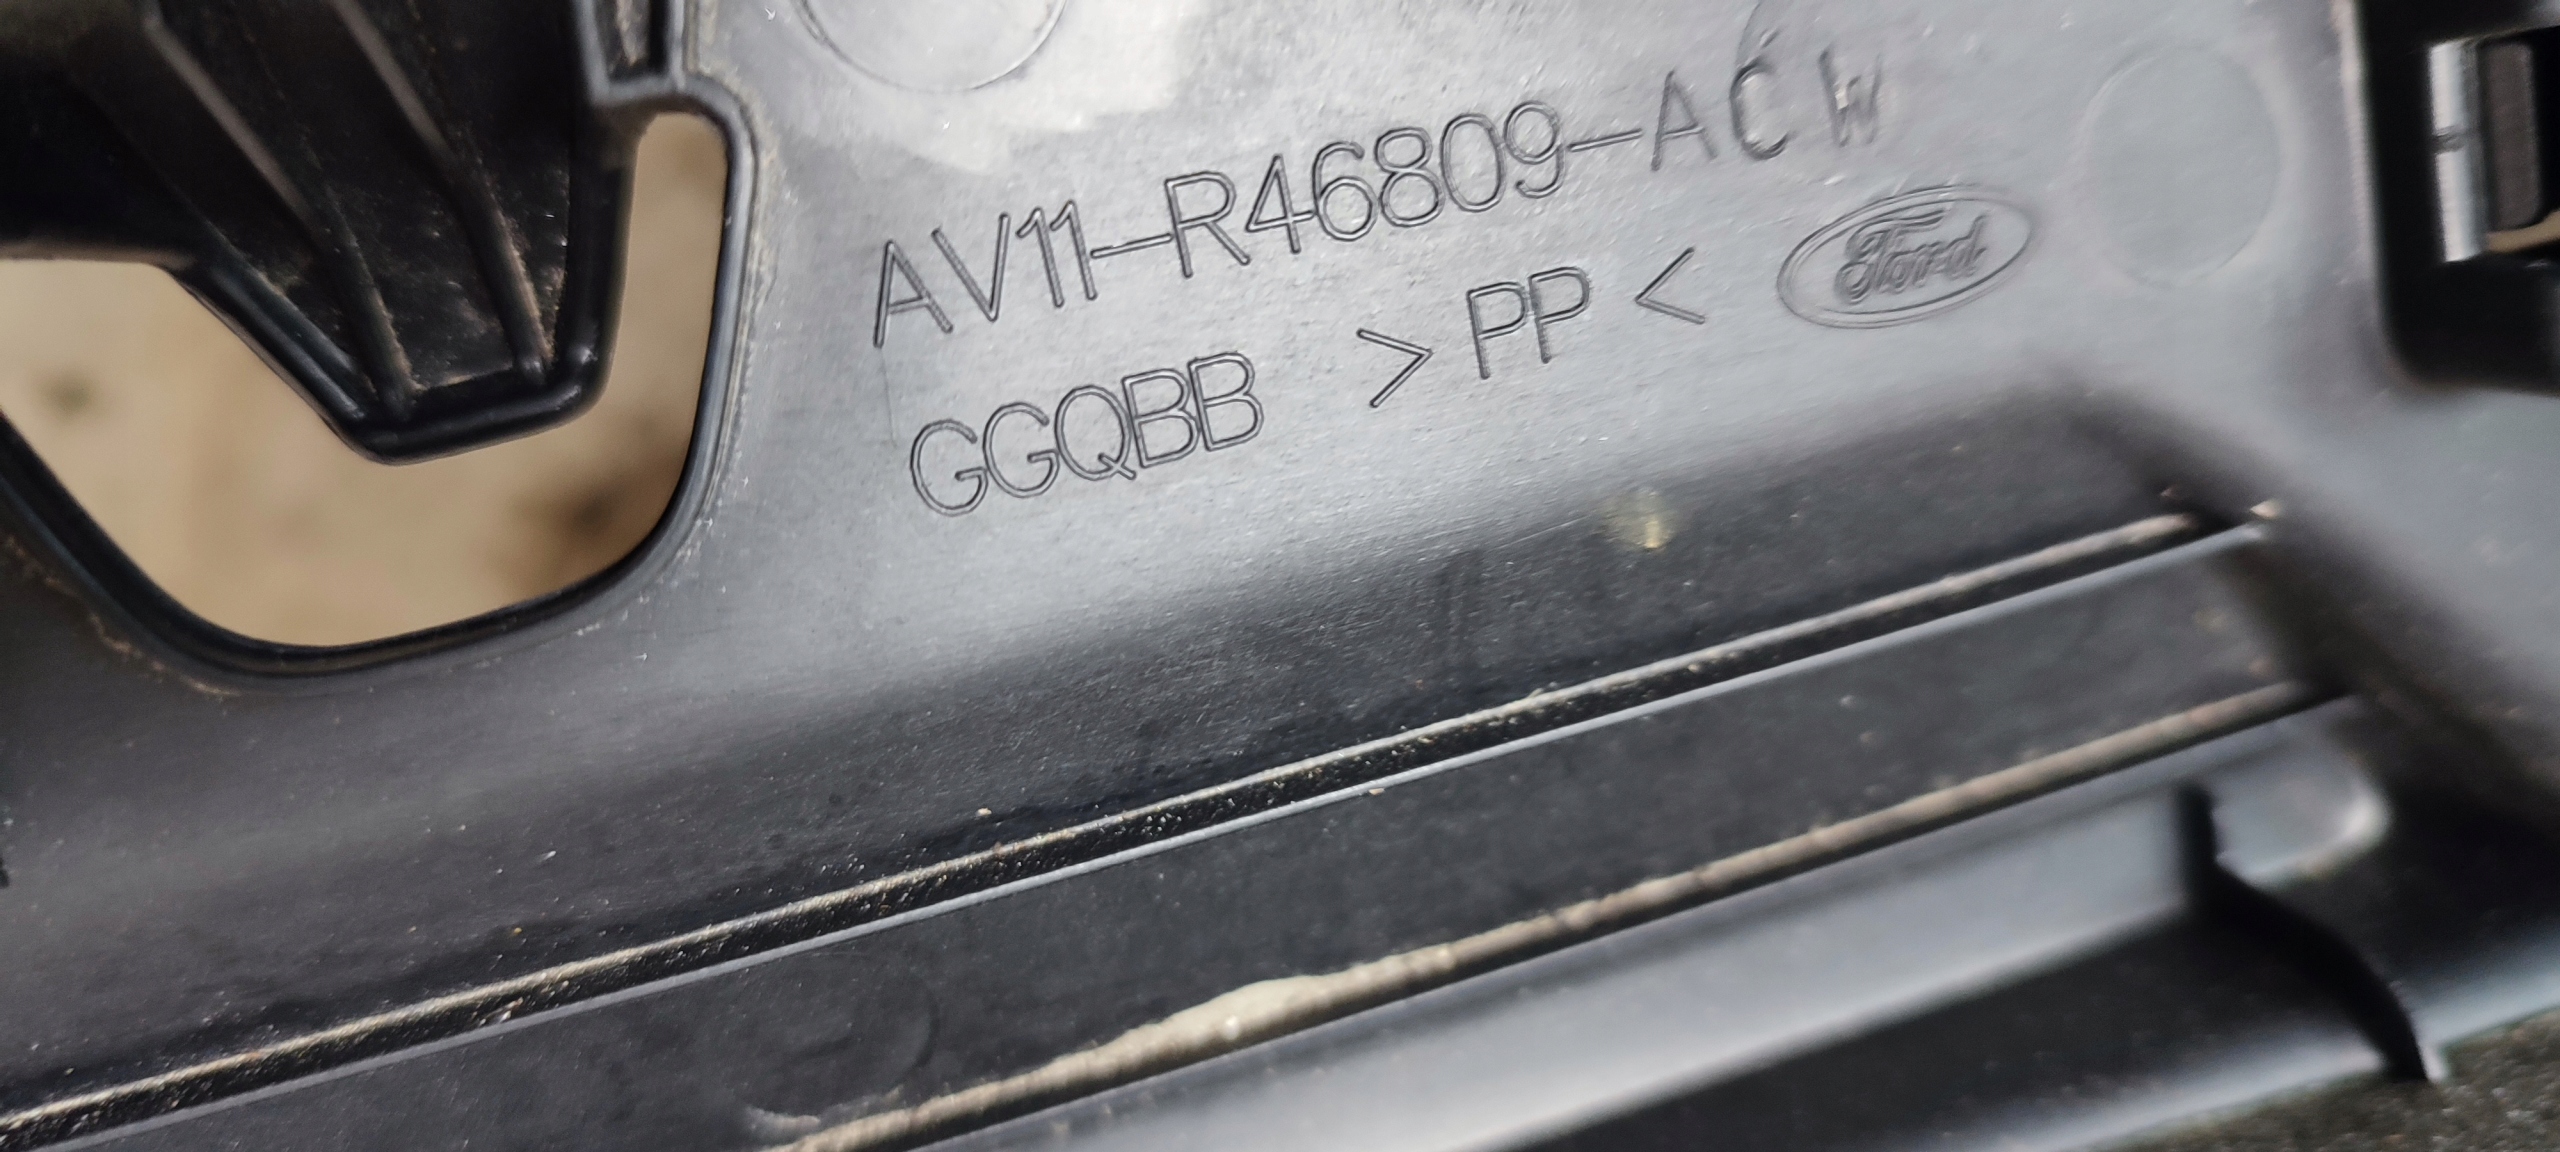 AV11-R46809-ACW
GGQBB >PP< Ford